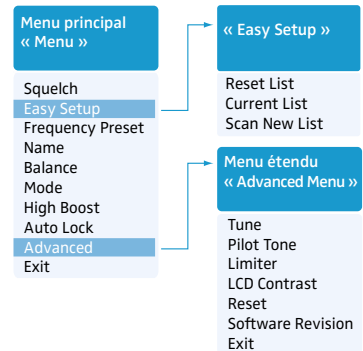 Menu principal
« Menu »
Squelch
Easy Setup
Frequency Preset
Name
Balance
Mode
High Boost
Auto Lock
Advanced
Exit
« Easy Setup »
Reset List
Current List
Scan New List
Menu étendu
« Advanced Menu »
Tune
Pilot Tone
Limiter
LCD Contrast
Reset
Software Revision
Exit